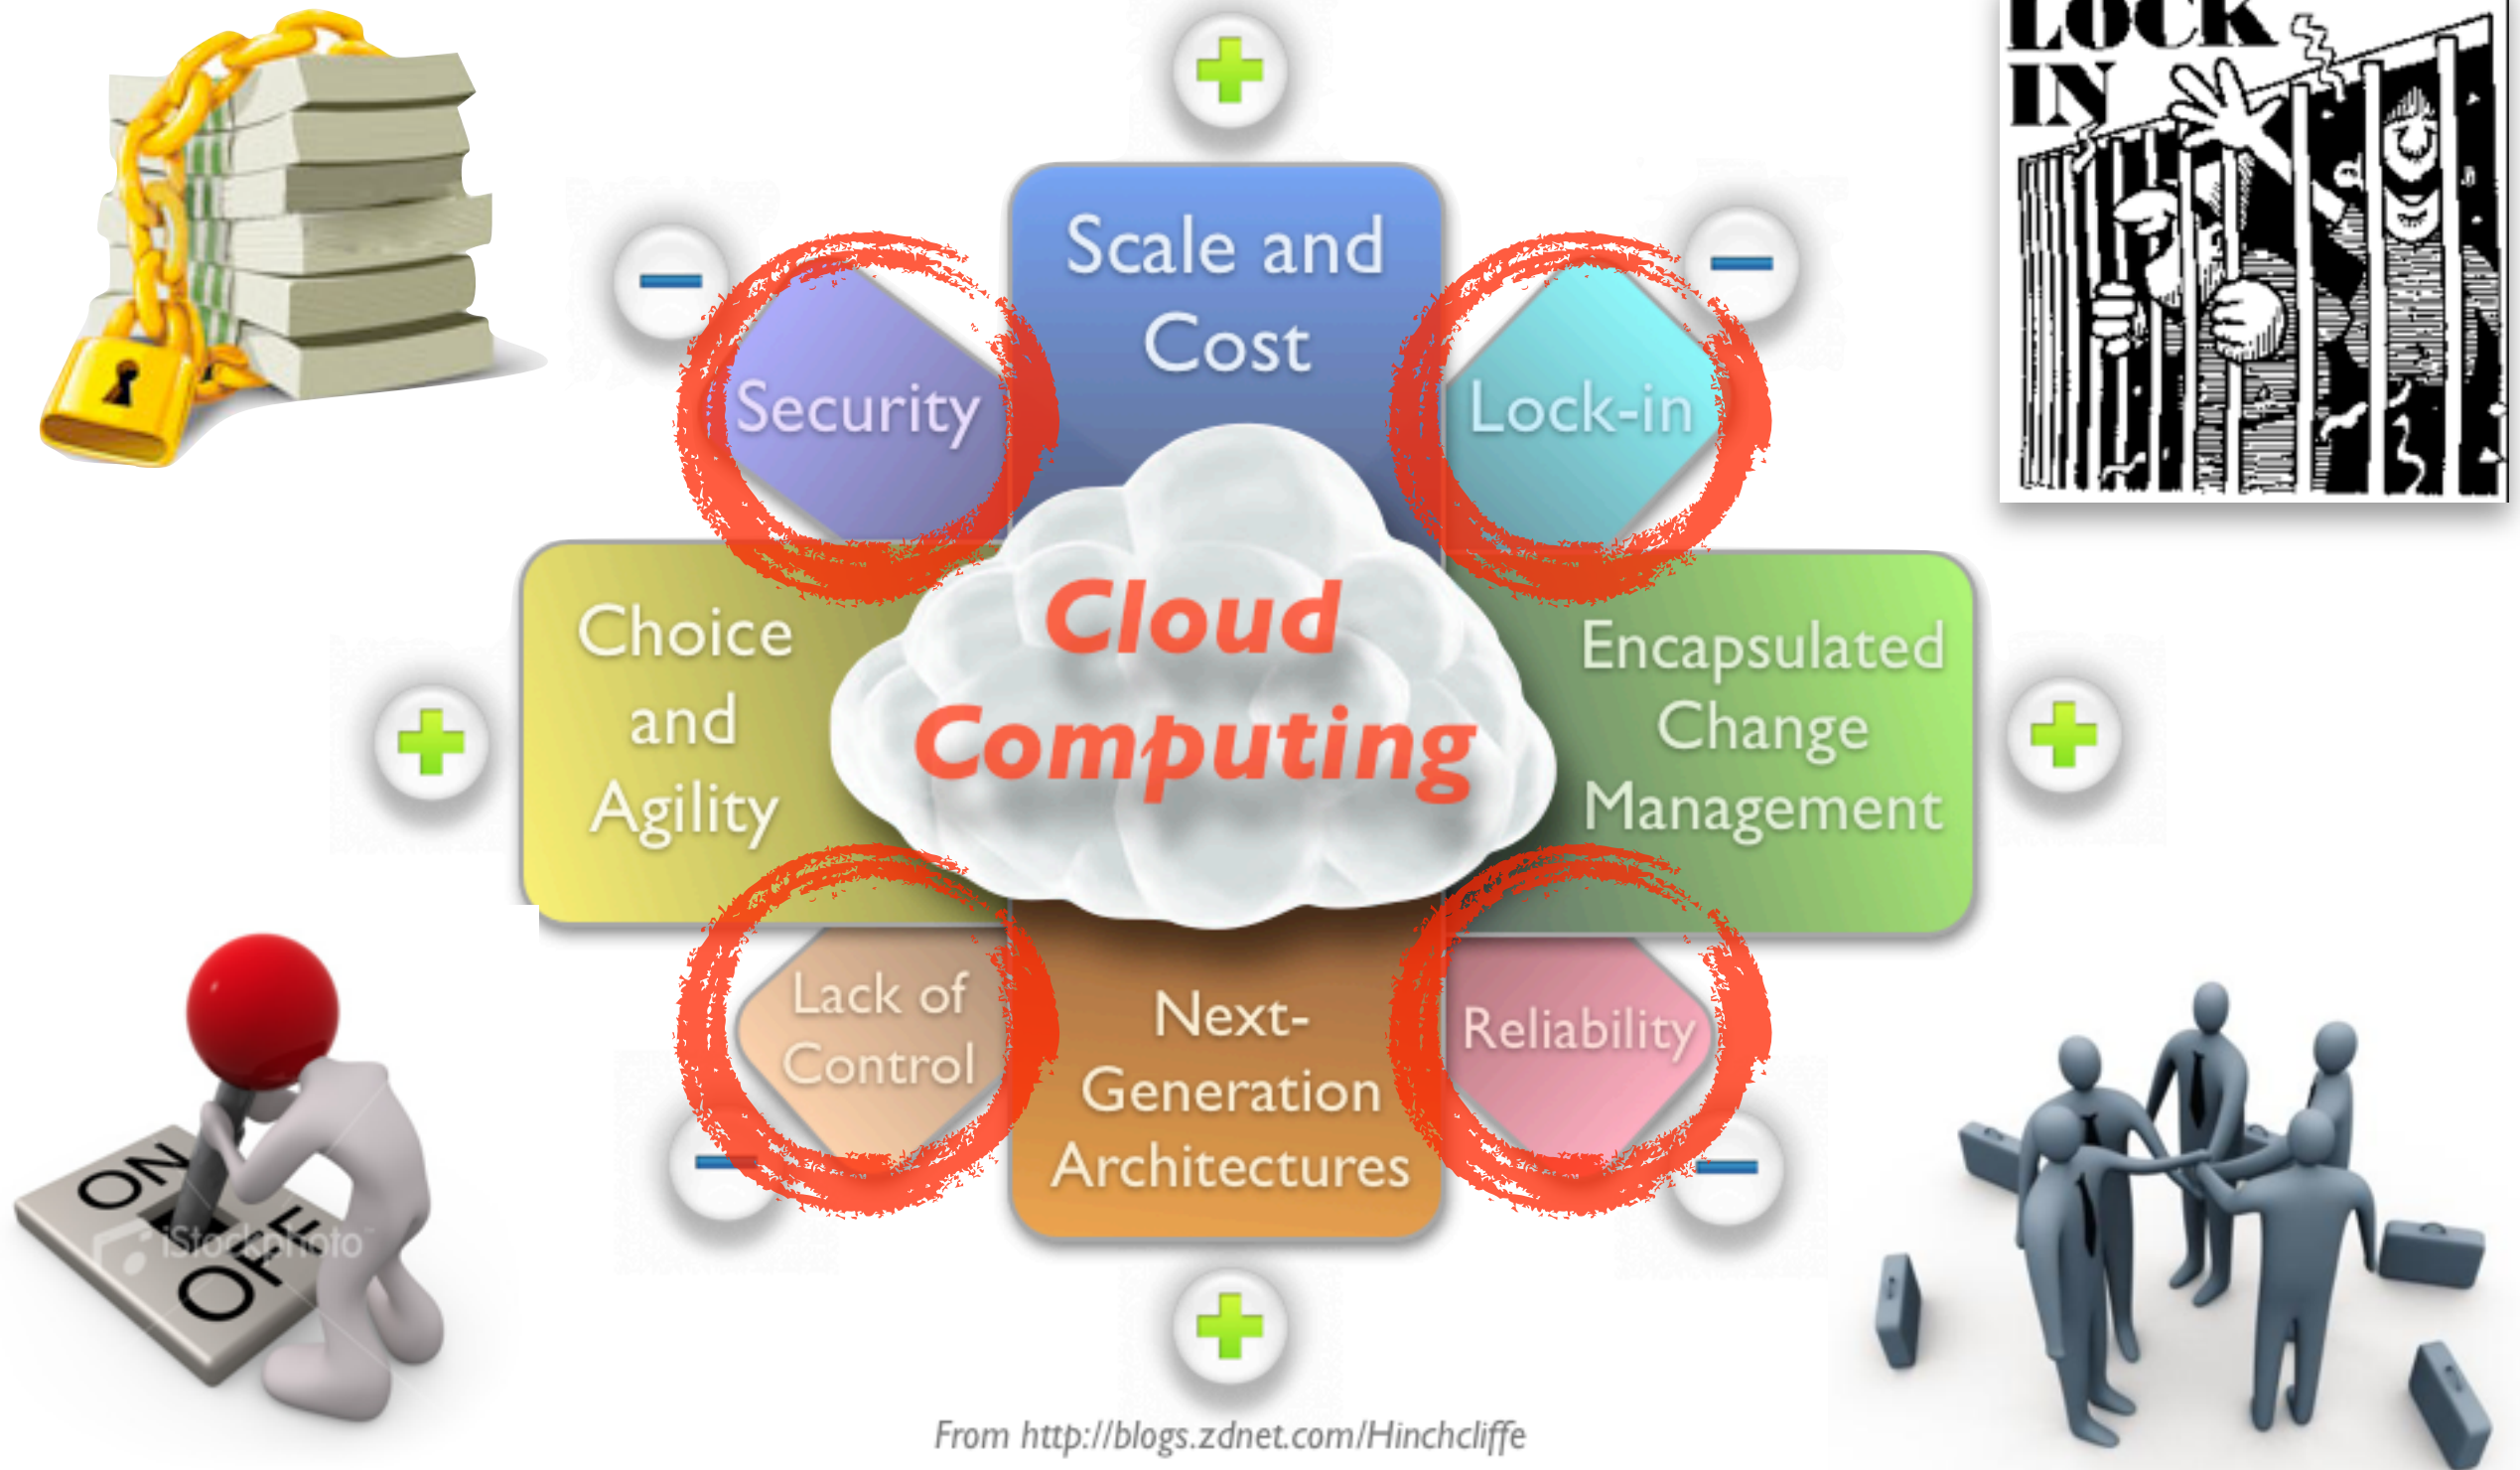 LOCK
IN
Scale and
Cost
Security
Lock-in
Cloud
Computing
Choice
and
Agility
Encapsulated
Change
Management
Lack of
Control
Next-
Generation
Architectures
Reliability
ON
OFF
iStockphoto
From http://blogs.zdnet.com/Hinchcliffe